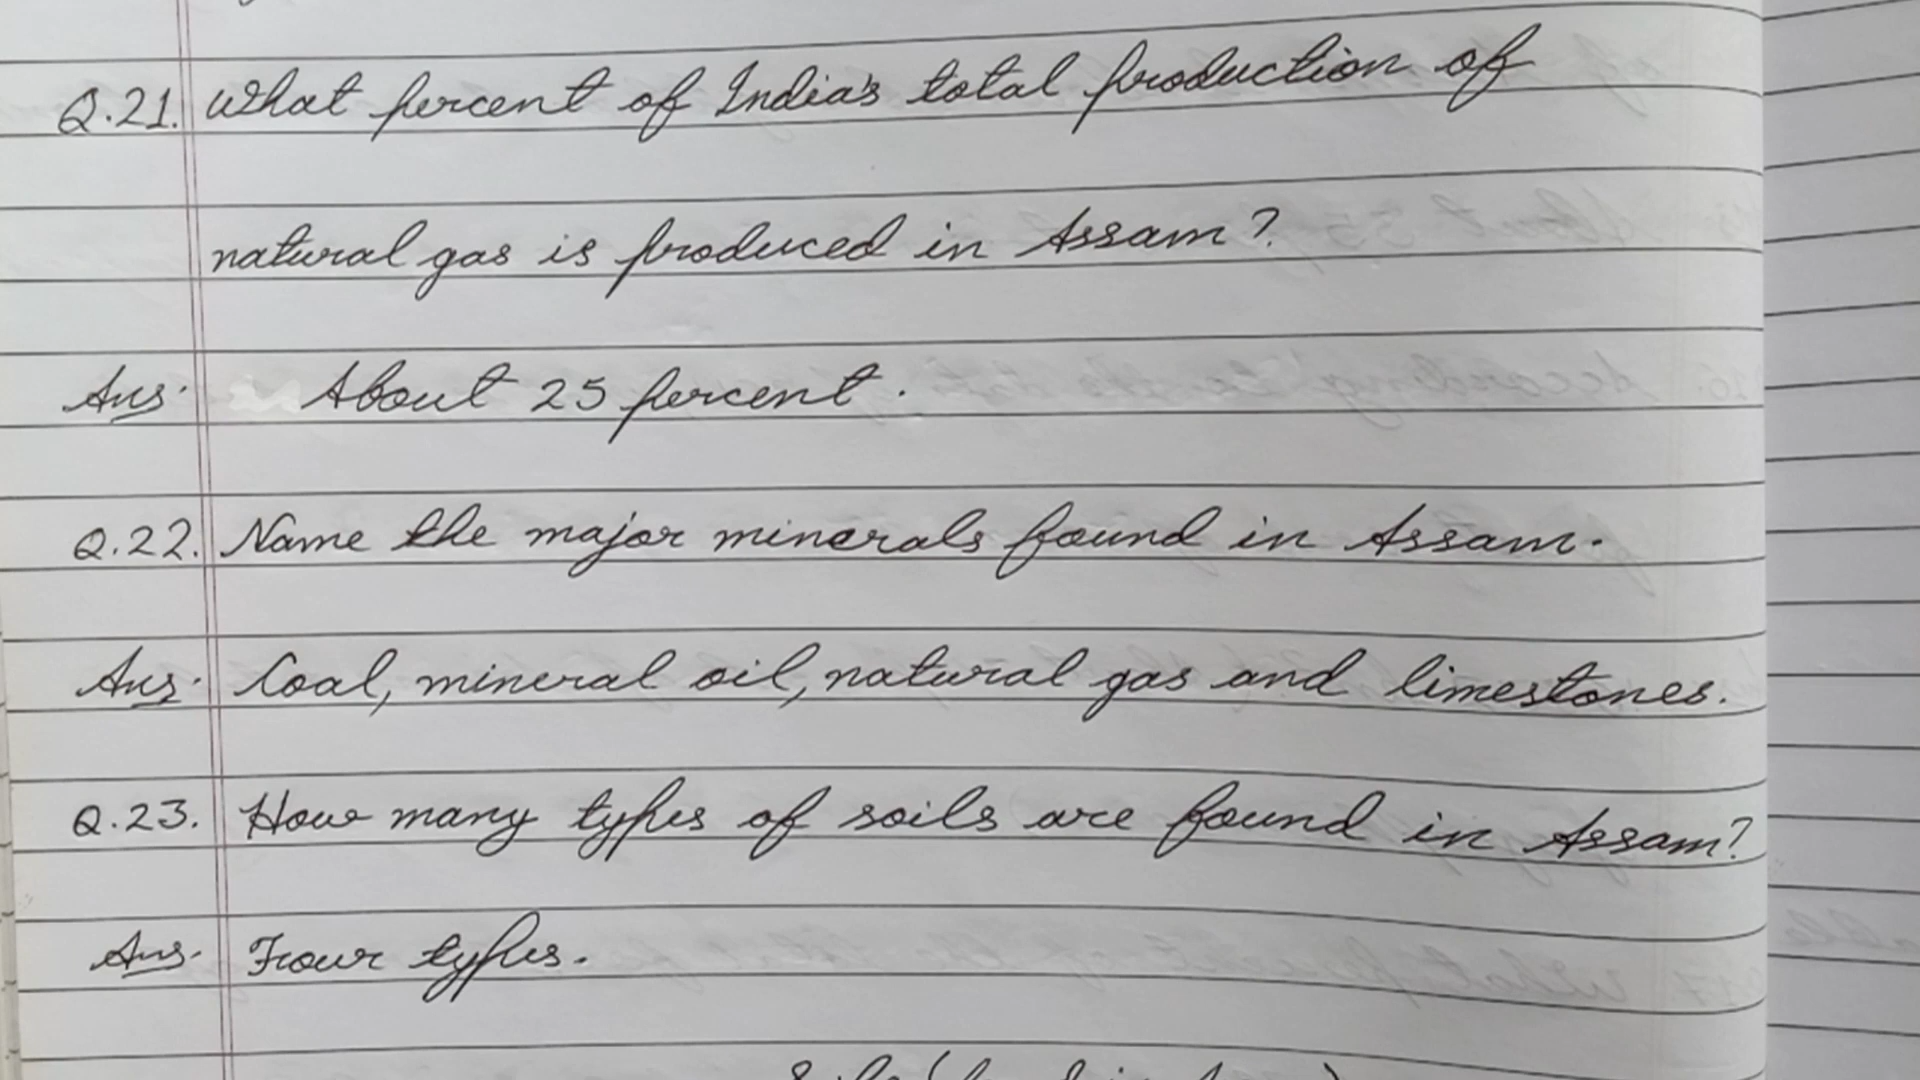 Q.21. What percent of India's total production of
natural gas is produced in Assam?
Ans. About 25 percent.
Q.22. Name the major minerals found in Assam.
Ans. Coal, mineral oil, natural gas and limestones.
Q.23. How many types of soils are found in Assam?
Ans. Four types.